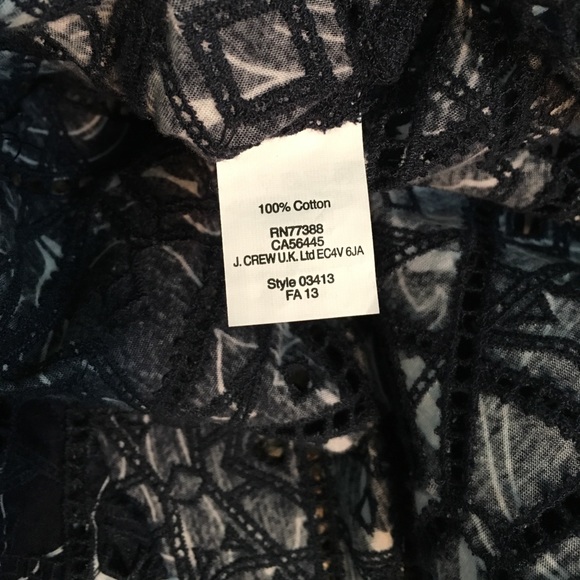 100% Cotton
RN77388
CA56445
J. CREW U.K. Ltd EC4V 6JA
Style 03413
FA 13